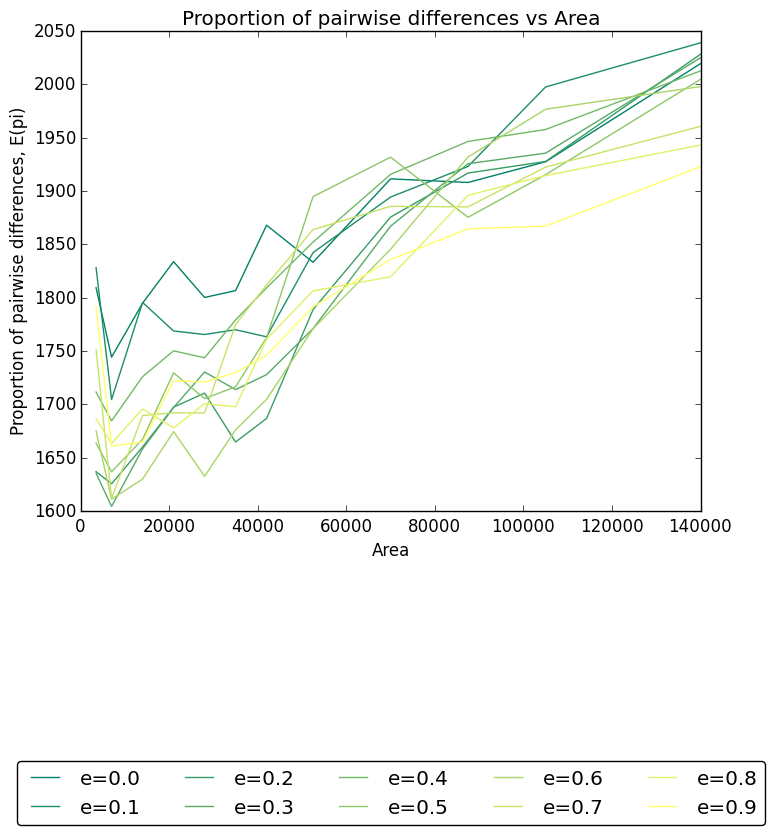 Proportion of pairwise differences vs Area
Proportion of pairwise differences, E(pi)
2050
2000
1950
1900
1850
1800
1750
1700
1650
1600
0 20000 40000 60000 80000 100000 120000 140000
Area
e=0.0 e=0.2 e=0.4 e=0.6 e=0.8
e=0.1 e=0.3 e=0.5 e=0.7 e=0.9